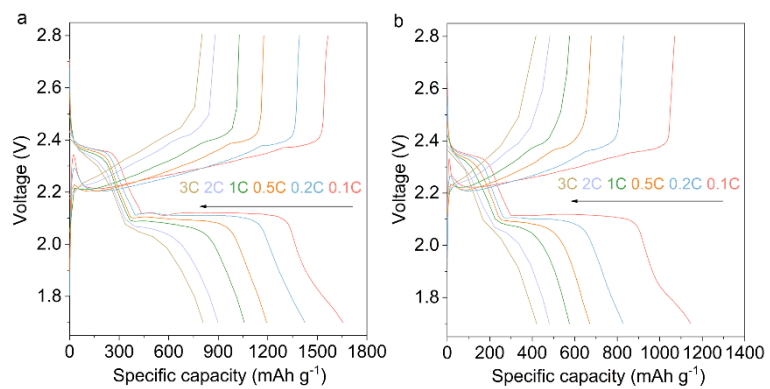 a
Voltage (V)
2.8
2.6
2.4
2.2
2.0
1.8
3C 2C 1C 0.5C 0.2C 0.1C
0 300 600 900 1200 1500 1800
Specific capacity (mAh g⁻¹)
b
Voltage (V)
2.8
2.6
2.4
2.2
2.0
1.8
3C 2C 1C 0.5C 0.2C 0.1C
0 200 400 600 800 1000 1200 1400
Specific capacity (mAh g⁻¹)